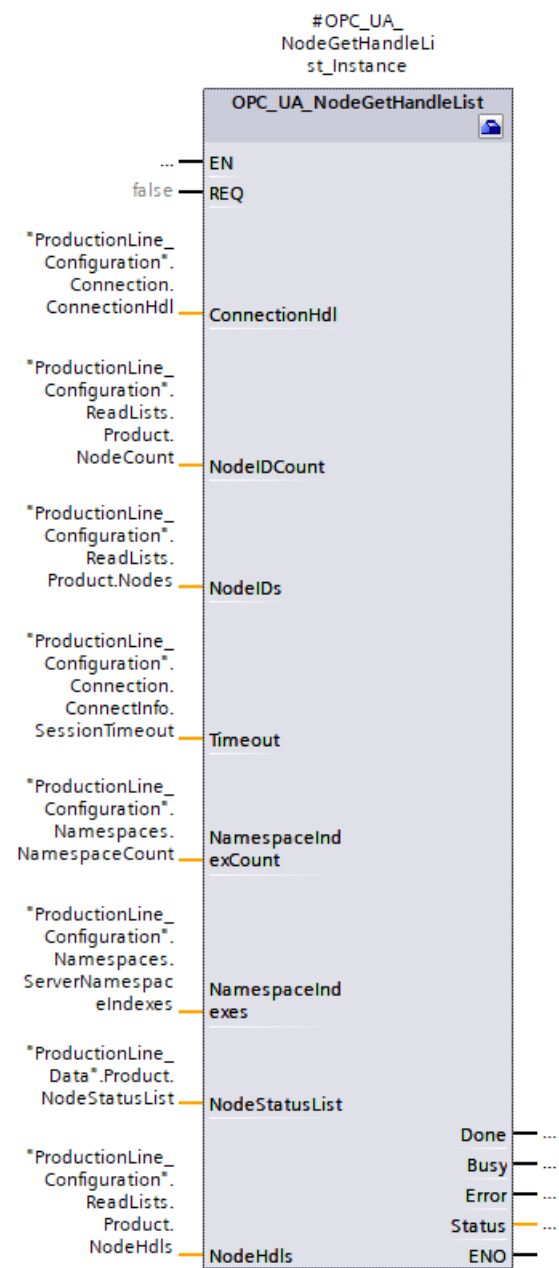 #OPC_UA_
NodeGetHandleLi
st_Instance
OPC_UA_NodeGetHandleList
...
EN
false
REQ
"ProductionLine_
Configuration".
Connection.
ConnectionHdl
ConnectionHdl
"ProductionLine_
Configuration".
ReadLists.
Product.
NodeCount
NodeIDCount
"ProductionLine_
Configuration".
ReadLists.
Product.Nodes
NodeIDs
"ProductionLine_
Configuration".
Connection.
ConnectInfo.
SessionTimeout
Timeout
"ProductionLine_
Configuration".
Namespaces.
NamespaceCount
NamespaceInd
exCount
"ProductionLine_
Configuration".
Namespaces.
ServerNamespac
eIndexes
NamespaceInd
exes
"ProductionLine_
Data".Product.
NodeStatusList
NodeStatusList
Done
...
Busy
...
Error
...
Status
...
"ProductionLine_
Configuration".
ReadLists.
Product.
NodeHdls
NodeHdls
ENO